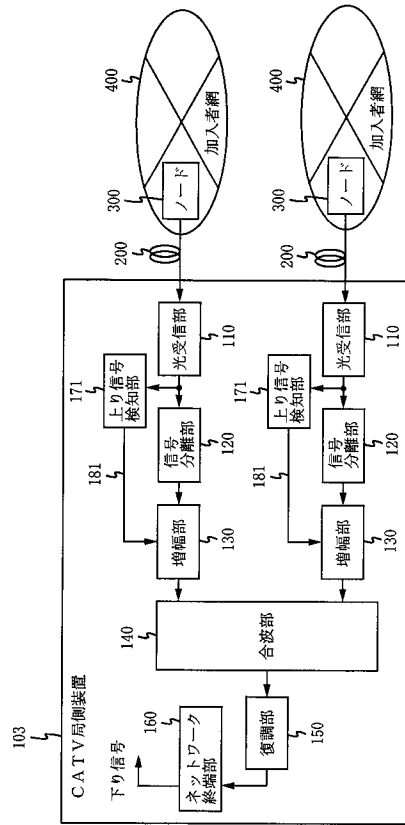 103
CATV局側装置
下り信号
160
ネットワーク
終端部
復調部
150
140
合波部
181
171
上り信号
検知部
増幅部
130
信号
分離部
120
光受信部
110
200
300
ノード
加入者網
400
181
171
上り信号
検知部
増幅部
130
信号
分離部
120
光受信部
110
200
300
ノード
加入者網
400